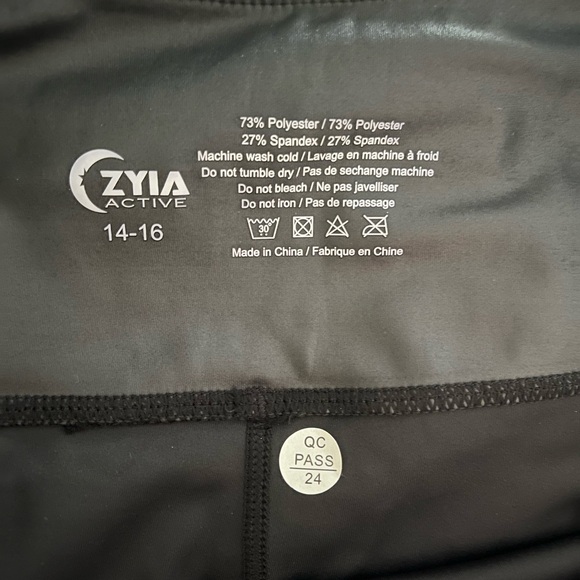 73% Polyester / 73% Polyester
27% Spandex / 27% Spandex
Machine wash cold / Lavage en machine à froid
Do not tumble dry / Pas de sechange machine
Do not bleach / Ne pas javelliser
Do not iron / Pas de repassage
30°
Made in China / Fabrique en Chine
ZYIA
ACTIVE
14-16
QC
PASS
24